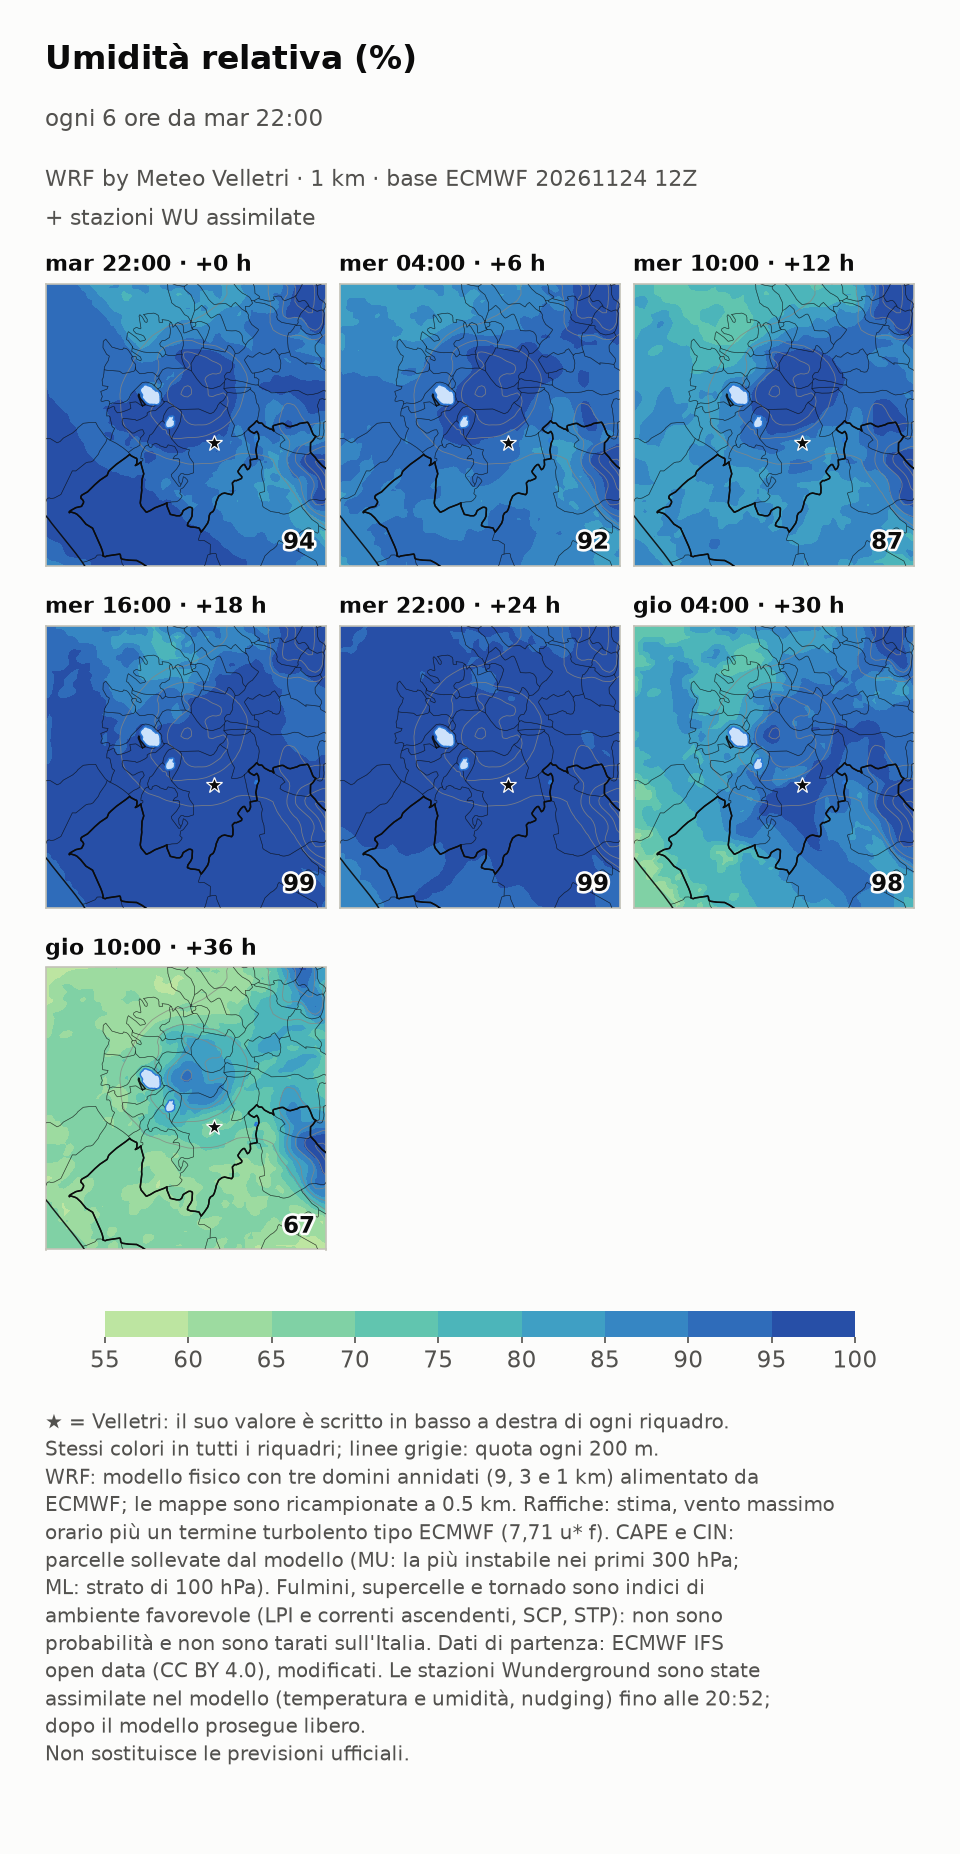 Umidità relativa (%)
ogni 6 ore da mar 22:00
WRF by Meteo Velletri · 1 km · base ECMWF 20261124 12Z
+ stazioni WU assimilate
mar 22:00 · +0 h
mer 04:00 · +6 h
mer 10:00 · +12 h
94
92
87
mer 16:00 · +18 h
mer 22:00 · +24 h
gio 04:00 · +30 h
99
99
98
gio 10:00 · +36 h
67
55 60 65 70 75 80 85 90 95 100
★ = Velletri: il suo valore è scritto in basso a destra di ogni riquadro.
Stessi colori in tutti i riquadri; linee grigie: quota ogni 200 m.
WRF: modello fisico con tre domini annidati (9, 3 e 1 km) alimentato da
ECMWF; le mappe sono ricampionate a 0.5 km. Raffiche: stima, vento massimo
orario più un termine turbolento tipo ECMWF (7,71 u* f). CAPE e CIN:
parcelle sollevate dal modello (MU: la più instabile nei primi 300 hPa;
ML: strato di 100 hPa). Fulmini, supercelle e tornado sono indici di
ambiente favorevole (LPI e correnti ascendenti, SCP, STP): non sono
probabilità e non sono tarati sull'Italia. Dati di partenza: ECMWF IFS
open data (CC BY 4.0), modificati. Le stazioni Wunderground sono state
assimilate nel modello (temperatura e umidità, nudging) fino alle 20:52;
dopo il modello prosegue libero.
Non sostituisce le previsioni ufficiali.